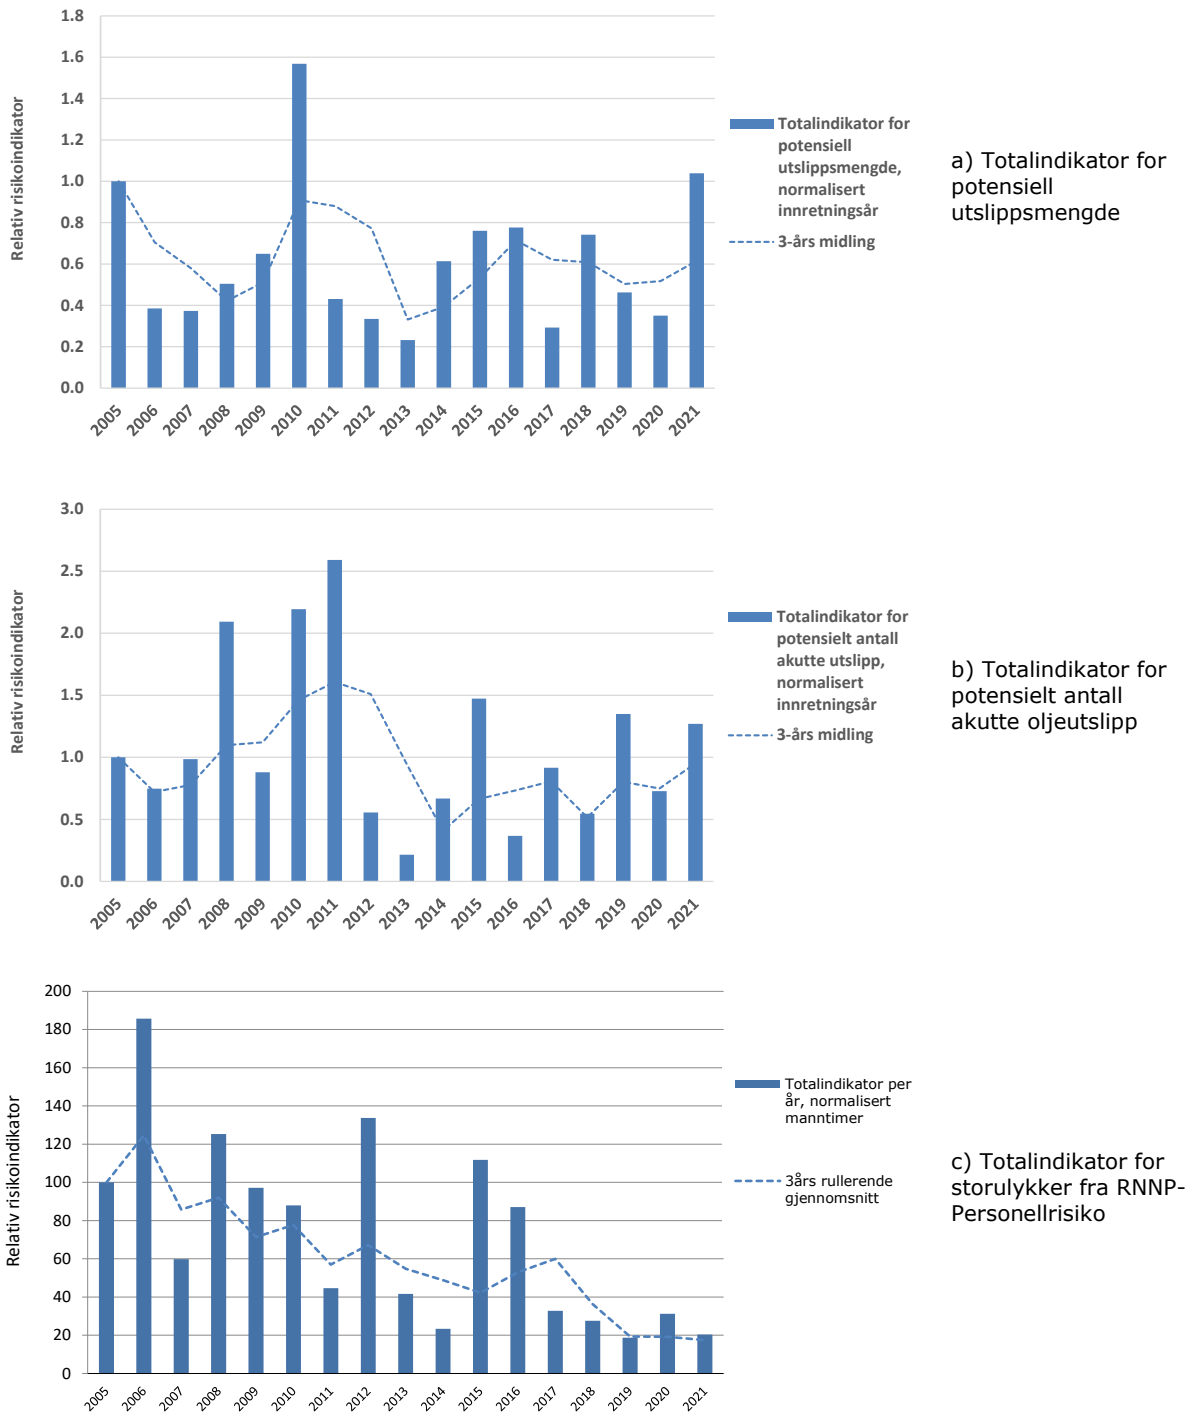 1.8
1.6
1.4
1.2
1.0
0.8
0.6
0.4
0.2
0.0
Relativ risikoindikator
2005
2006
2007
2008
2009
2010
2011
2012
2013
2014
2015
2016
2017
2018
2019
2020
2021
Totalindikator for
potensiell
utslippsmengde,
normalisert
innretningsår
3-års midling
a) Totalindikator for
potensiell
utslippsmengde
3.0
2.5
2.0
1.5
1.0
0.5
0.0
Relativ risikoindikator
2005
2006
2007
2008
2009
2010
2011
2012
2013
2014
2015
2016
2017
2018
2019
2020
2021
Totalindikator for
potensielt antall
akutte utslipp,
normalisert
innretningsår
3-års midling
b) Totalindikator for
potensielt antall
akutte oljeutslipp
200
180
160
140
120
100
80
60
40
20
0
Relativ risikoindikator
2005
2006
2007
2008
2009
2010
2011
2012
2013
2014
2015
2016
2017
2018
2019
2020
2021
Totalindikator per
år, normalisert
manntimer
3års rullerende
gjennomsnitt
c) Totalindikator for
storulykker fra RNNP-
Personellrisiko